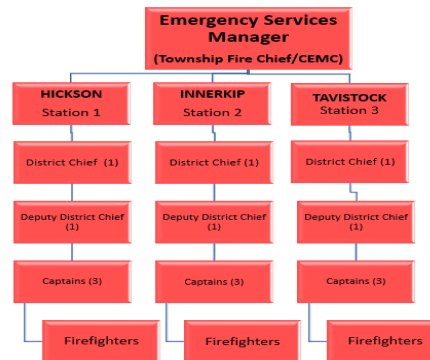 Emergency Services
Manager
(Township Fire Chief/CEMC)
HICKSON
Station 1
INNERKIP
Station 2
TAVISTOCK
Station 3
District Chief (1)
District Chief (1)
District Chief (1)
Deputy District Chief
(1)
Deputy District Chief
(1)
Deputy District Chief
(1)
Captains (3)
Captains (3)
Captains (3)
Firefighters
Firefighters
Firefighters